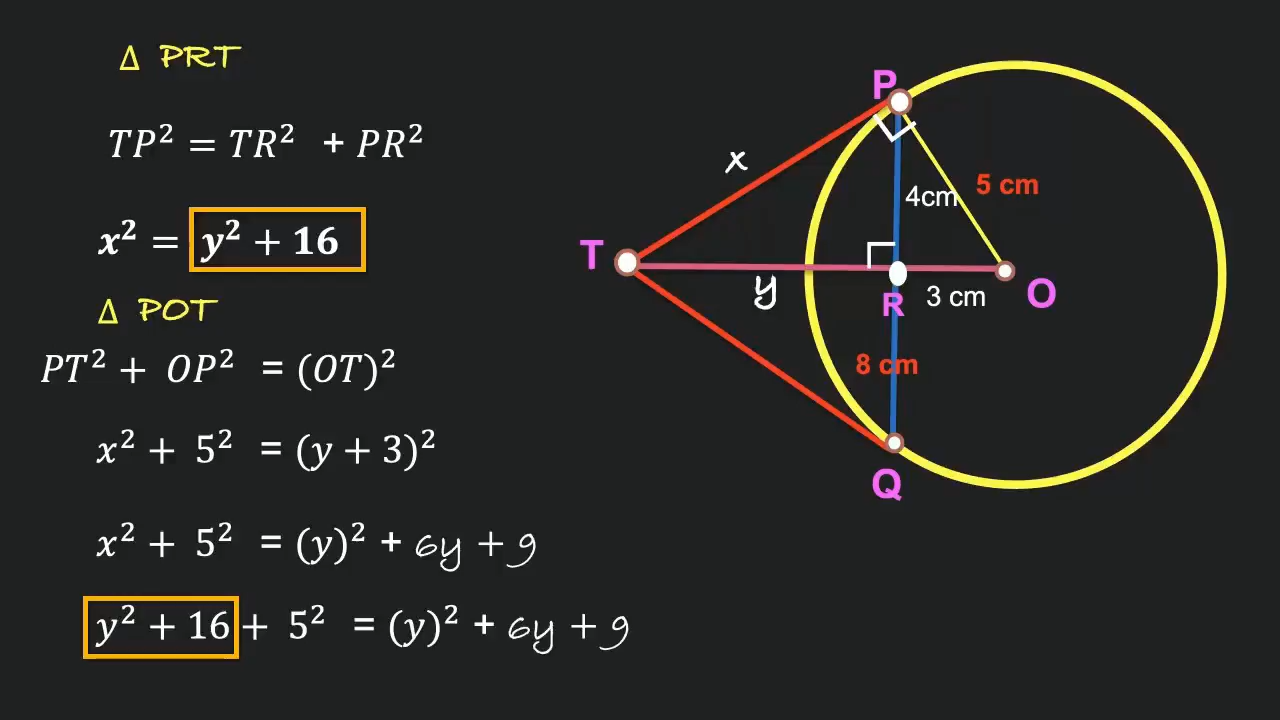 Δ PRT
TP² = TR² + PR²
x² = y² + 16
Δ POT
PT² + OP² = (OT)²
x² + 5² = (y + 3)²
x² + 5² = (y)² + 6y + 9
y² + 16 + 5² = (y)² + 6y + 9
P
x
5 cm
4cm
T
y
R
3 cm
O
8 cm
Q